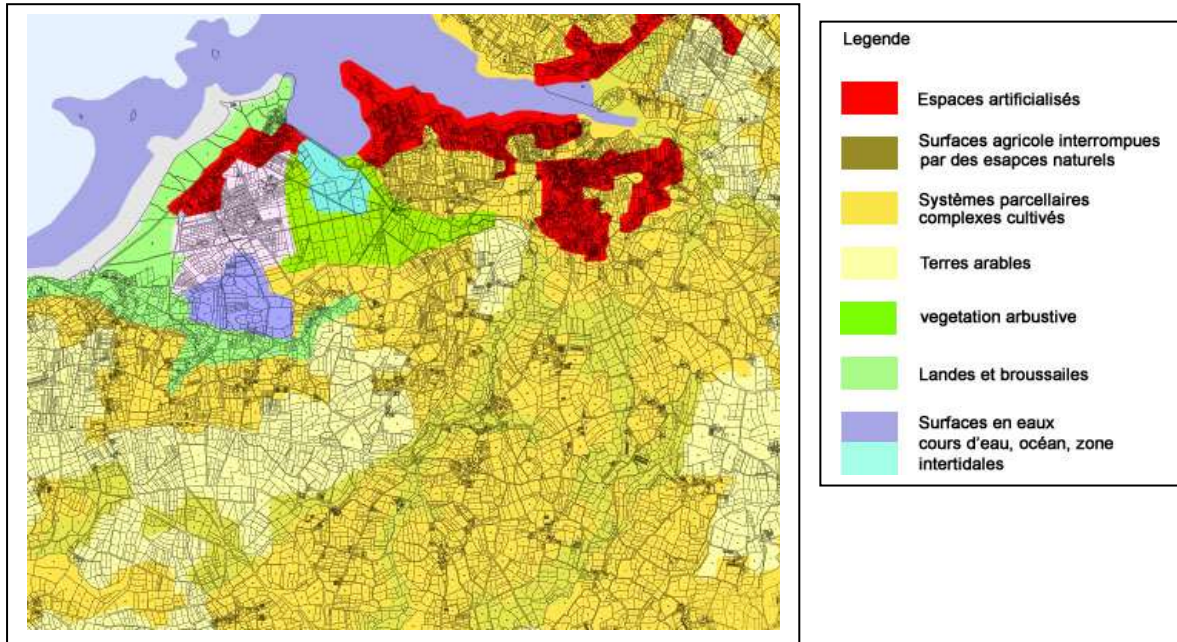 Legende
Espaces artificialisés
Surfaces agricole interrompues
par des esapces naturels
Systèmes parcellaires
complexes cultivés
Terres arables
vegetation arbustive
Landes et broussailes
Surfaces en eaux
cours d'eau, océan, zone
intertidales